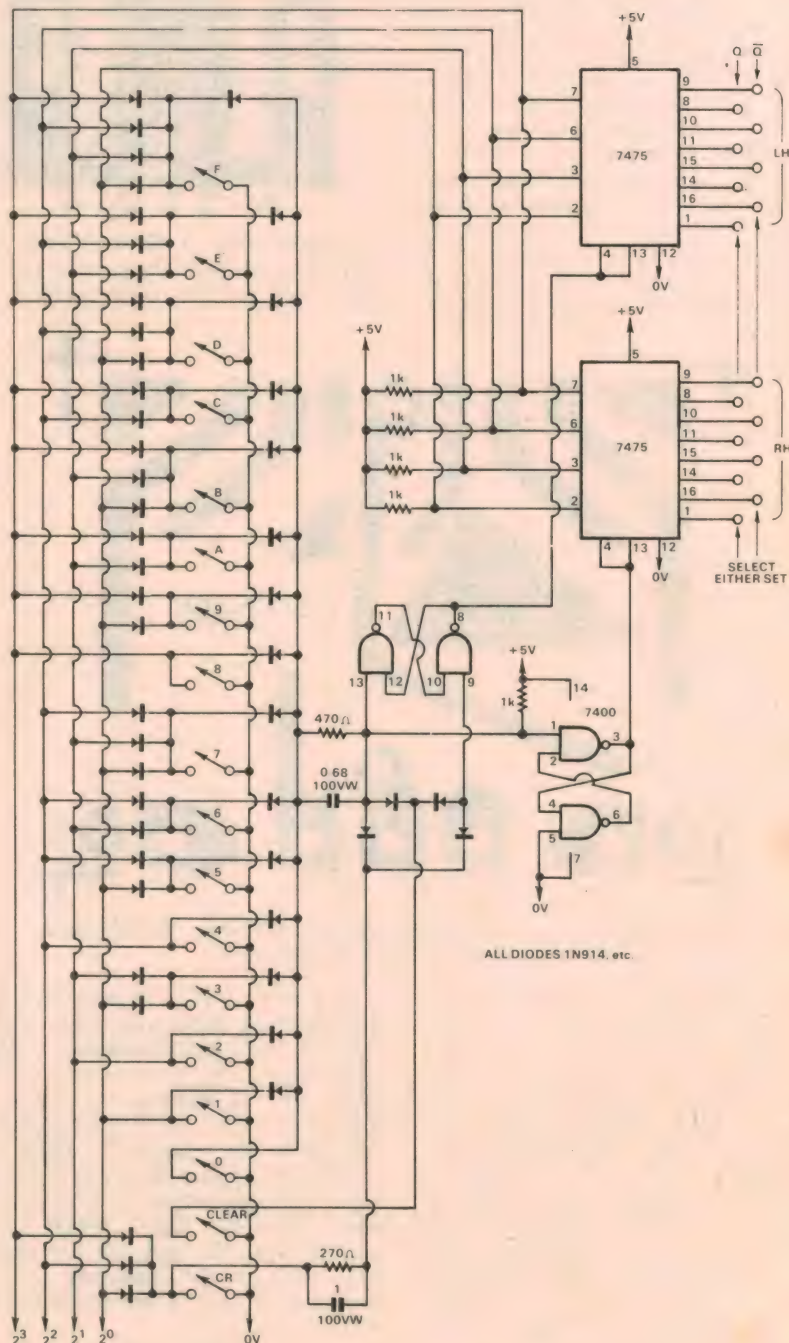 +5V
Q Q̅
5
7
6
3
2
7475
9
8
10
11
15
14
16
1
LH
4 13 12
0V
+5V
5
+5V
1k
1k
1k
1k
7
6
3
2
7475
9
8
10
11
15
14
16
1
RH
4 13 12
0V
SELECT
EITHER SET
F
E
D
C
B
A
9
8
7
6
5
4
3
2
1
0
CLEAR
CR
11 8
13 12 10 9
+5V
1k
14
7400
1
2
3
4
5
6
7
0V
470Ω
0 68
100VW
ALL DIODES 1N914, etc.
270Ω
1
100VW
2³ 2² 2¹ 2⁰ 0V